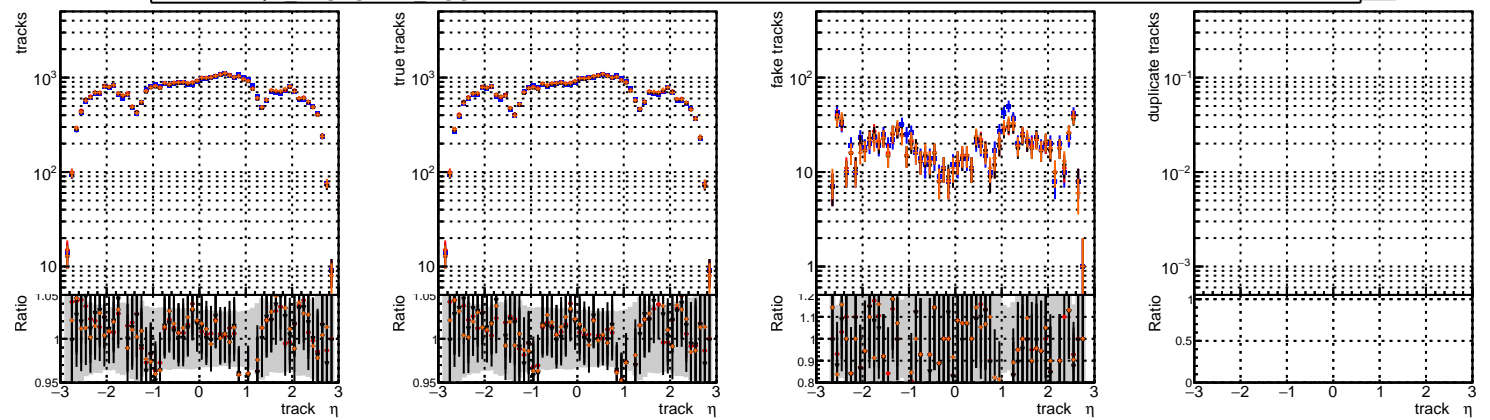 tracks
10³
10²
10
Ratio
1.05
1
0.95
−3 −2 −1 0 1 2 3
track η
true tracks
10³
10²
10
Ratio
1.05
1
0.95
−3 −2 −1 0 1 2 3
track η
fake tracks
10²
10
1
Ratio
1.2
1.1
1
0.9
0.8
−3 −2 −1 0 1 2 3
track η
duplicate tracks
10⁻¹
10⁻²
10⁻³
Ratio
1
0.5
0
−3 −2 −1 0 1 2 3
track η